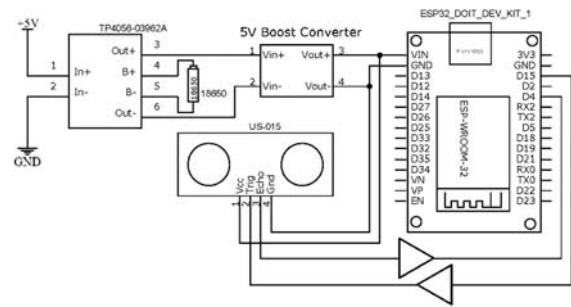 ESP32_DOIT_DEV_KIT_1
+5V
TP4056-03962A
5V Boost Converter
Out+ 3
B+ 4
B- 5
Out- 6
1 In+
2 In-
18650
18650
GND
1 Vin+
2 Vin-
Vout+ 3
Vout- 4
US-015
Vcc
Trig
Echo
Gnd
1
2
3
4
VIN
GND
D13
D12
D14
D27
D26
D25
D33
D32
D35
D34
VN
VP
EN
ESP-WROOM-32
3V3
GND
D15
D2
D4
RX2
TX2
D5
D18
D19
D21
RX0
TX0
D22
D23